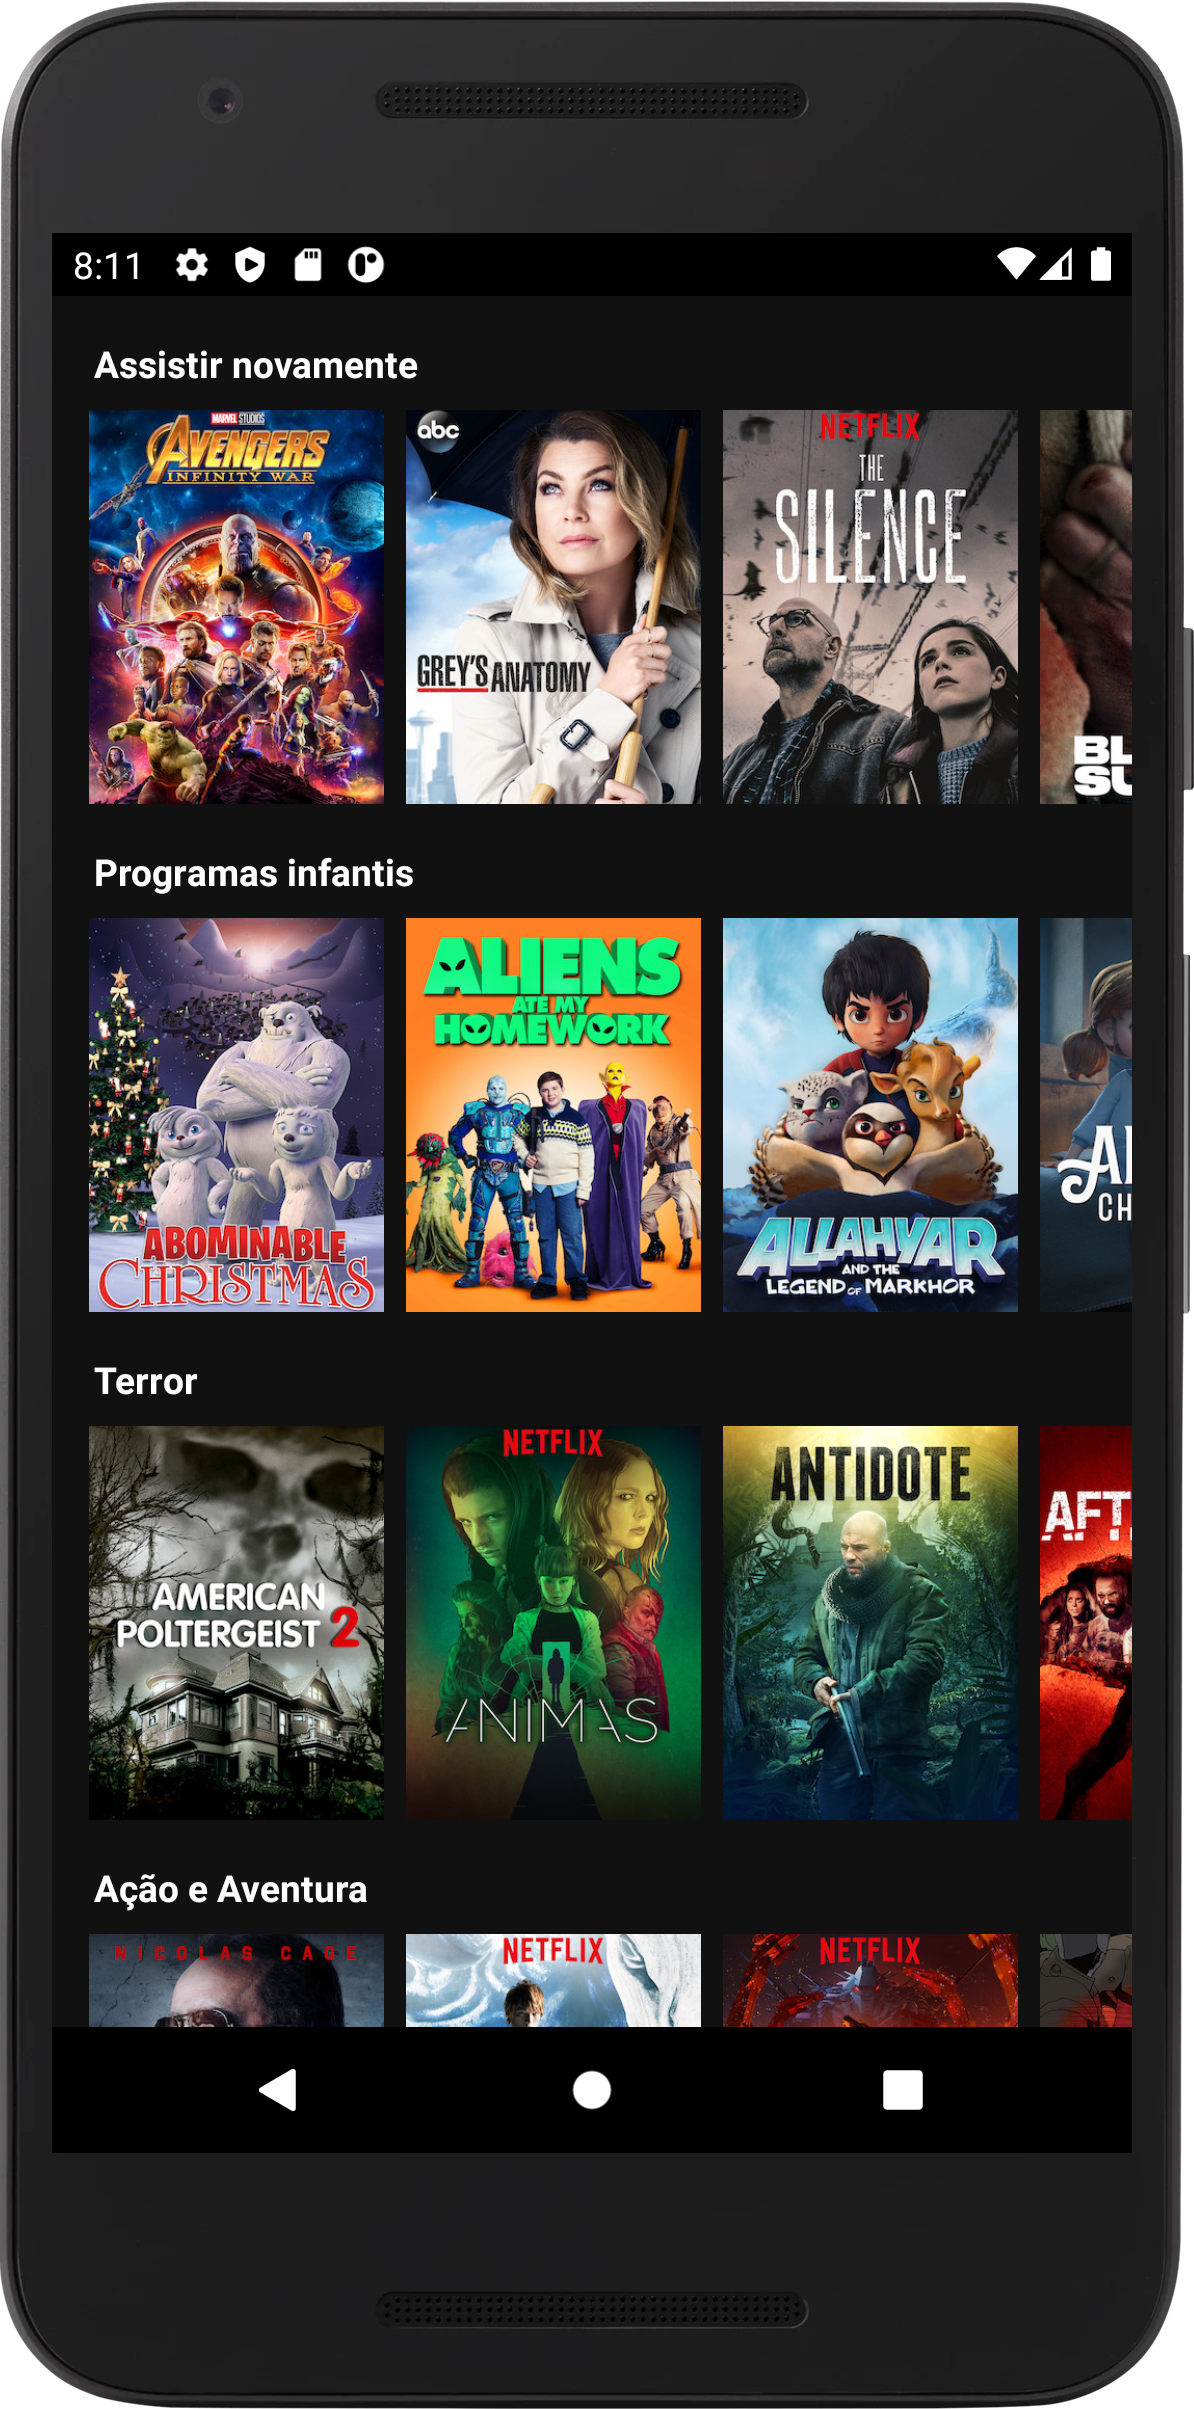 8:11
Assistir novamente
MARVEL STUDIOS
AVENGERS
INFINITY WAR
abc
GREY'S ANATOMY
NETFLIX
THE
SILENCE
BL
SU
Programas infantis
ABOMINABLE
CHRISTMAS
ALIENS
ATE MY
HOMEWORK
ALLAHYAR
AND THE
LEGEND OF MARKHOR
CH
Terror
AMERICAN
POLTERGEIST 2
NETFLIX
ANIMAS
ANTIDOTE
AFT
Ação e Aventura
NICOLAS CAGE
NETFLIX
NETFLIX